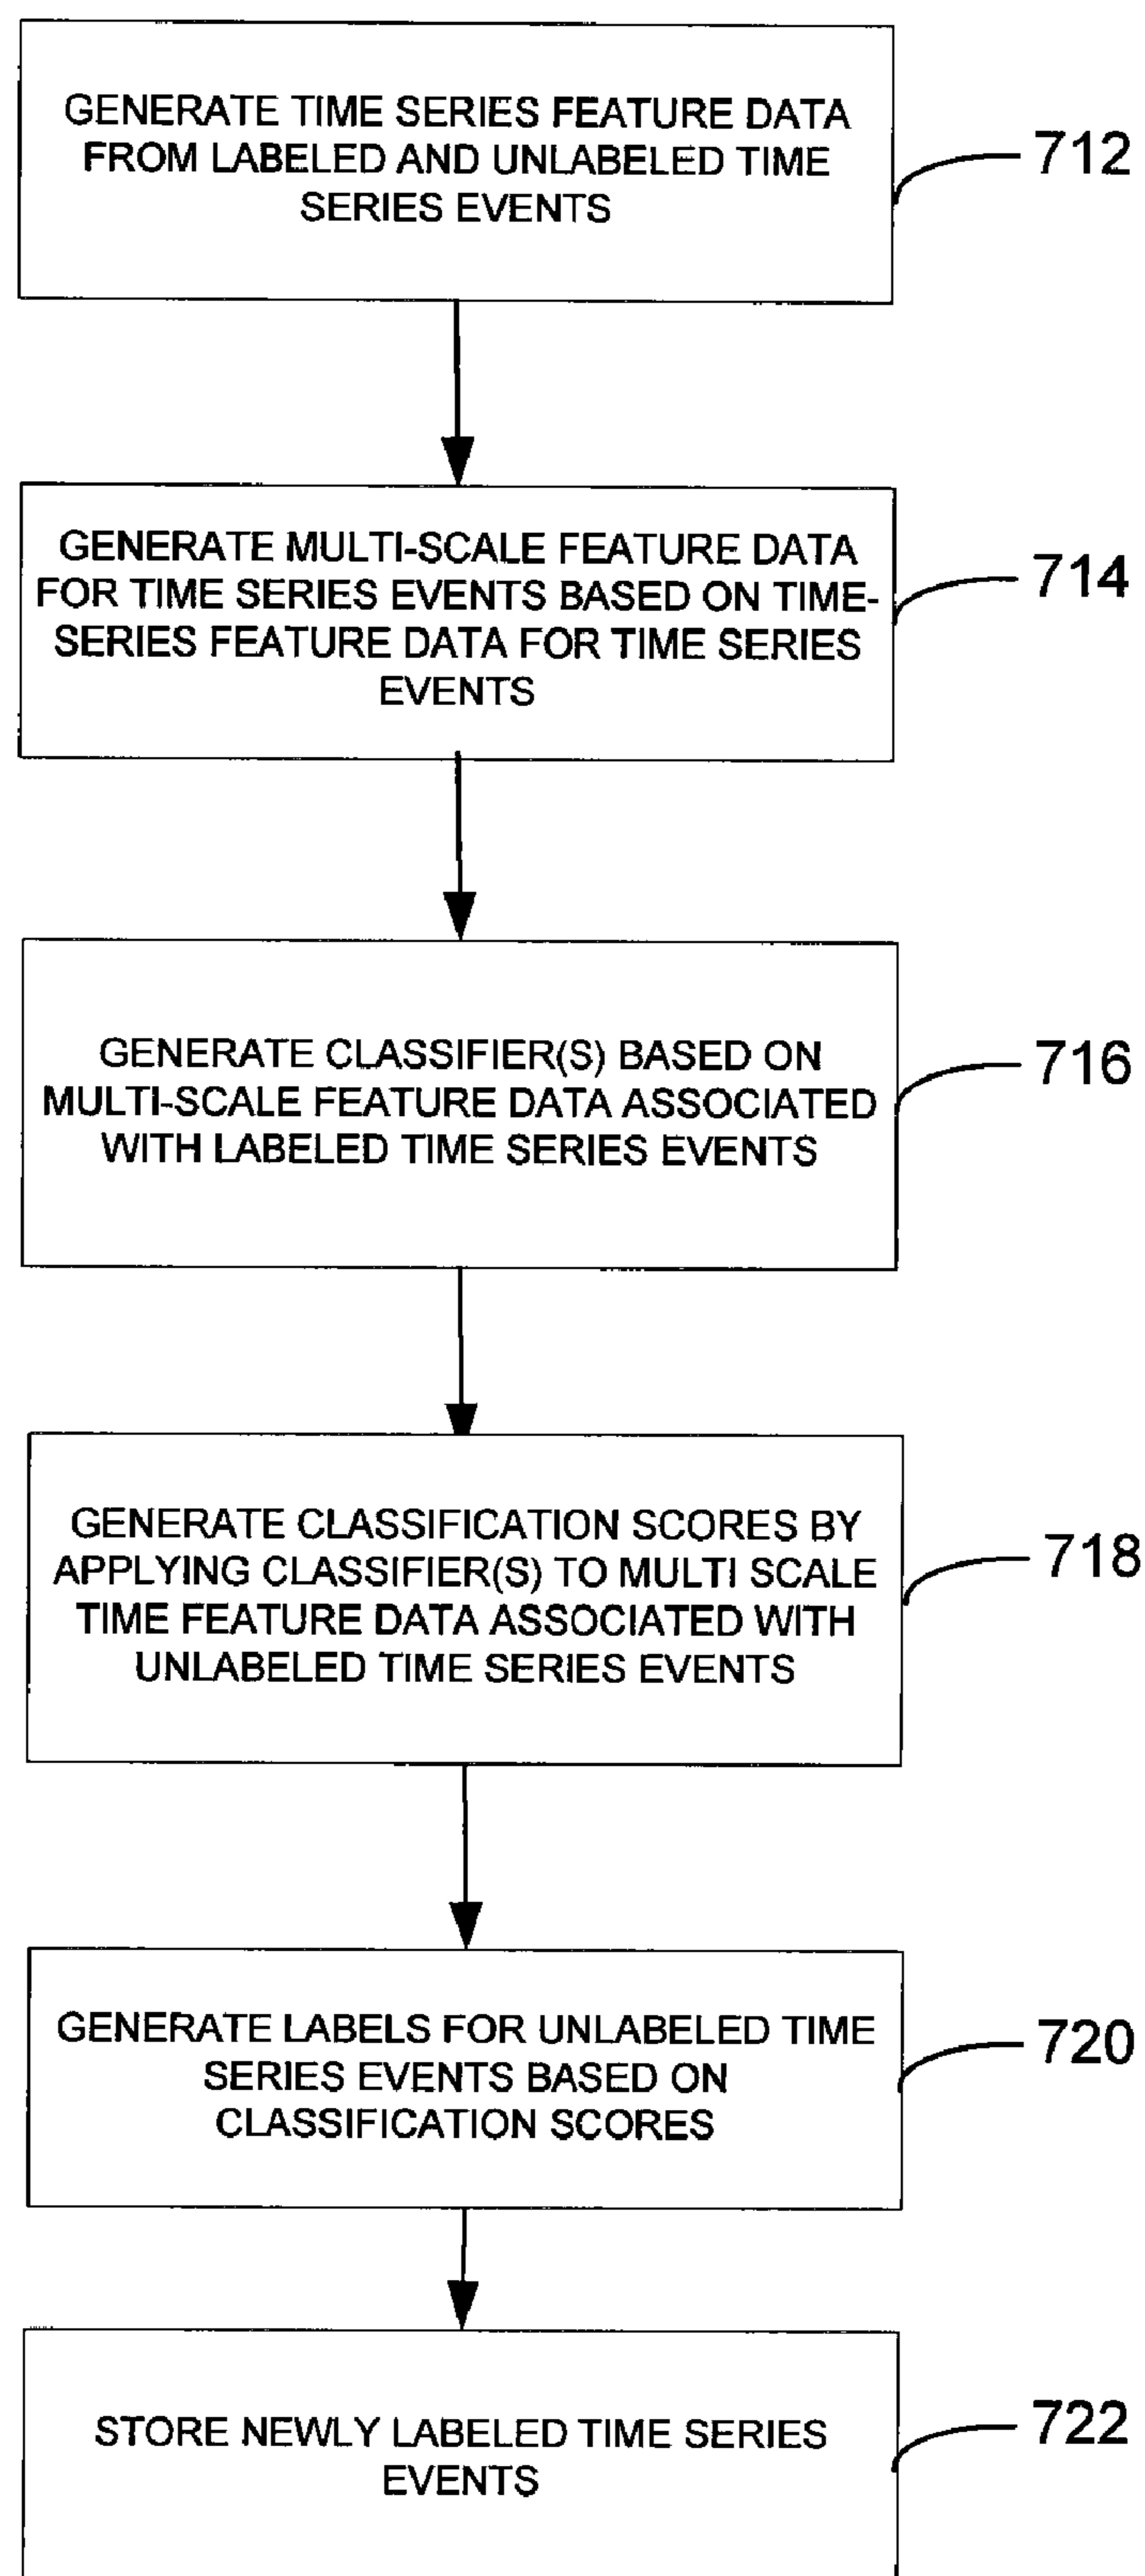 GENERATE TIME SERIES FEATURE DATA
FROM LABELED AND UNLABELED TIME
SERIES EVENTS
712
GENERATE MULTI-SCALE FEATURE DATA
FOR TIME SERIES EVENTS BASED ON TIME-
SERIES FEATURE DATA FOR TIME SERIES
EVENTS
714
GENERATE CLASSIFIER(S) BASED ON
MULTI-SCALE FEATURE DATA ASSOCIATED
WITH LABELED TIME SERIES EVENTS
716
GENERATE CLASSIFICATION SCORES BY
APPLYING CLASSIFIER(S) TO MULTI SCALE
TIME FEATURE DATA ASSOCIATED WITH
UNLABELED TIME SERIES EVENTS
718
GENERATE LABELS FOR UNLABELED TIME
SERIES EVENTS BASED ON
CLASSIFICATION SCORES
720
STORE NEWLY LABELED TIME SERIES
EVENTS
722